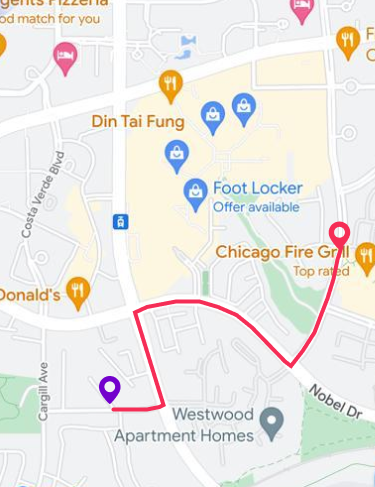 gents Pizzeria
od match for you
F
C
Din Tai Fung
Costa Verde Blvd
Foot Locker
Offer available
Chicago Fire Grill
Top rated
Donald's
Cargill Ave
Nobel Dr
Westwood
Apartment Homes